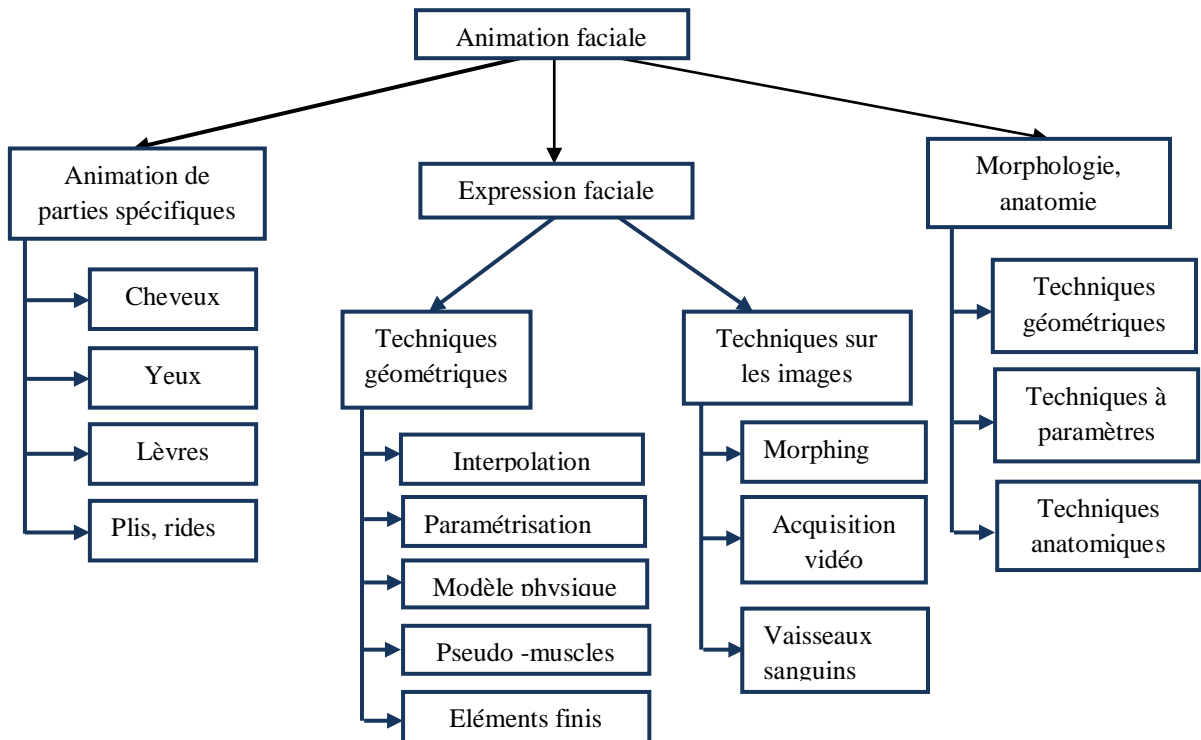 Animation faciale
Animation de
parties spécifiques
Cheveux
Yeux
Lèvres
Plis, rides
Expression faciale
Techniques
géométriques
Interpolation
Paramétrisation
Modèle physique
Pseudo -muscles
Eléments finis
Techniques sur
les images
Morphing
Acquisition
vidéo
Vaisseaux
sanguins
Morphologie,
anatomie
Techniques
géométriques
Techniques à
paramètres
Techniques
anatomiques